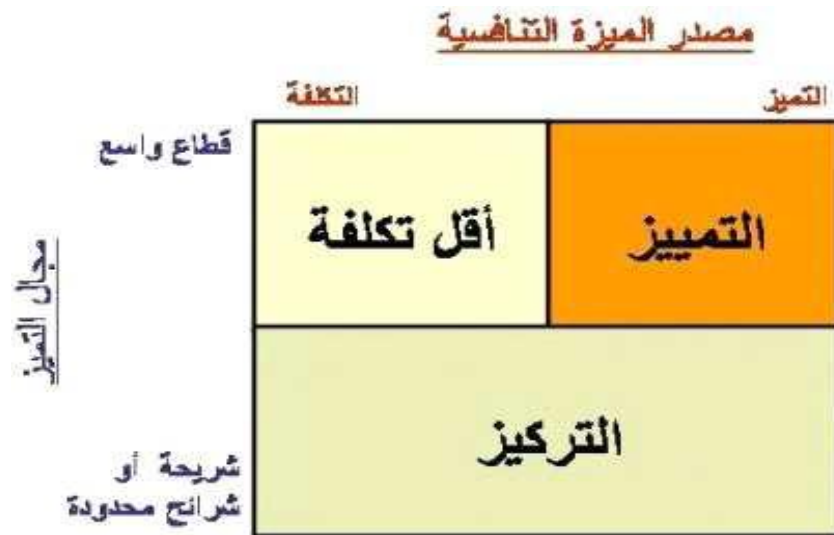 مصدر الميزة التنافسية
التميز
التكلفة
قطاع واسع
التمييز
أقل تكلفة
مجال التميز
التركيز
شريحة أو
شرائح محدودة